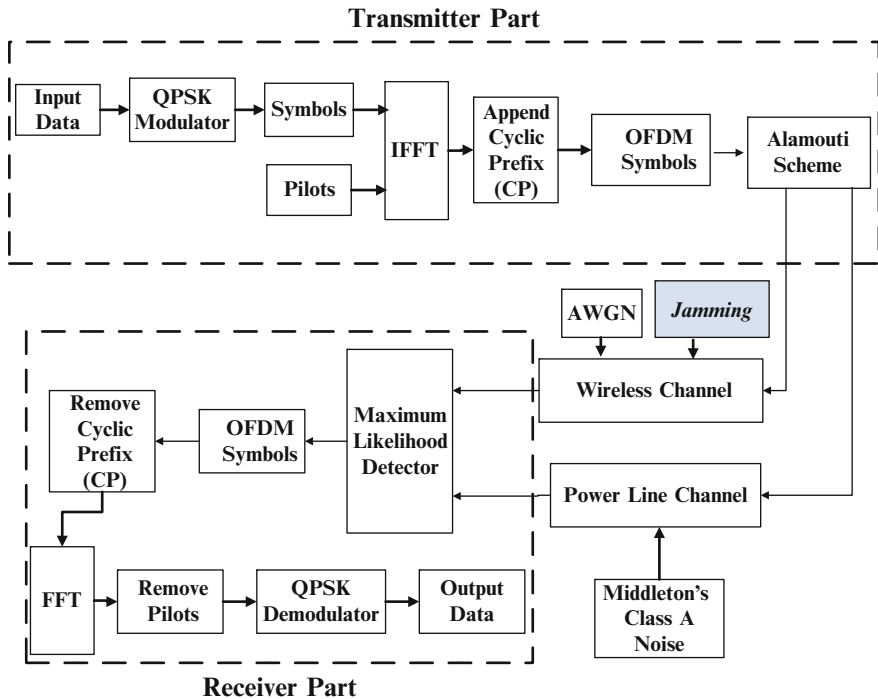 Transmitter Part
Input
Data
QPSK
Modulator
Symbols
Pilots
IFFT
Append
Cyclic
Prefix
(CP)
OFDM
Symbols
Alamouti
Scheme
AWGN
Jamming
Wireless Channel
Power Line Channel
Middleton's
Class A
Noise
Maximum
Likelihood
Detector
OFDM
Symbols
Remove
Cyclic
Prefix
(CP)
FFT
Remove
Pilots
QPSK
Demodulator
Output
Data
Receiver Part